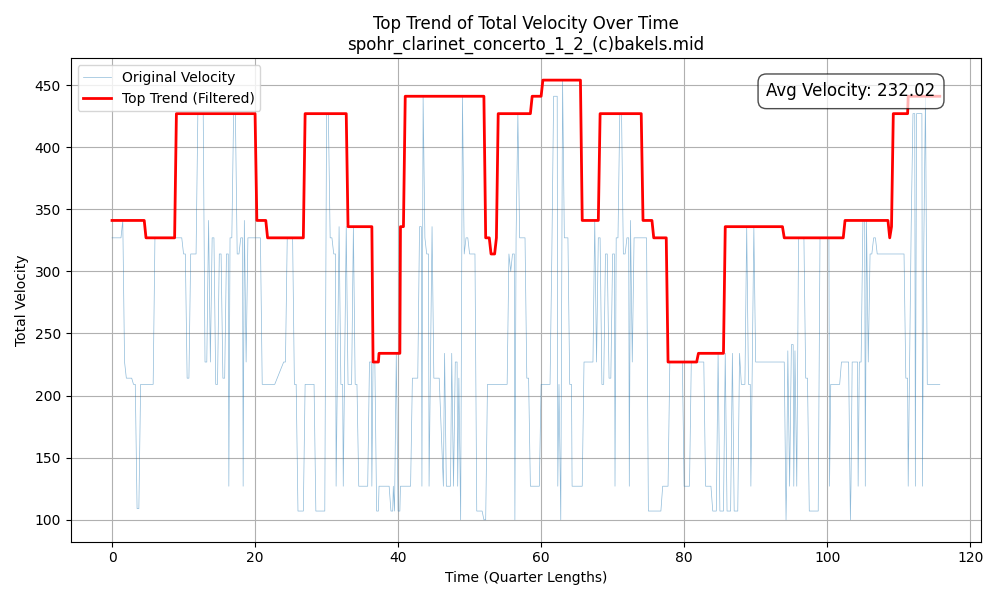 Top Trend of Total Velocity Over Time
spohr_clarinet_concerto_1_2_(c)bakels.mid
Original Velocity
Top Trend (Filtered)
Avg Velocity: 232.02
Total Velocity
450
400
350
300
250
200
150
100
0 20 40 60 80 100 120
Time (Quarter Lengths)